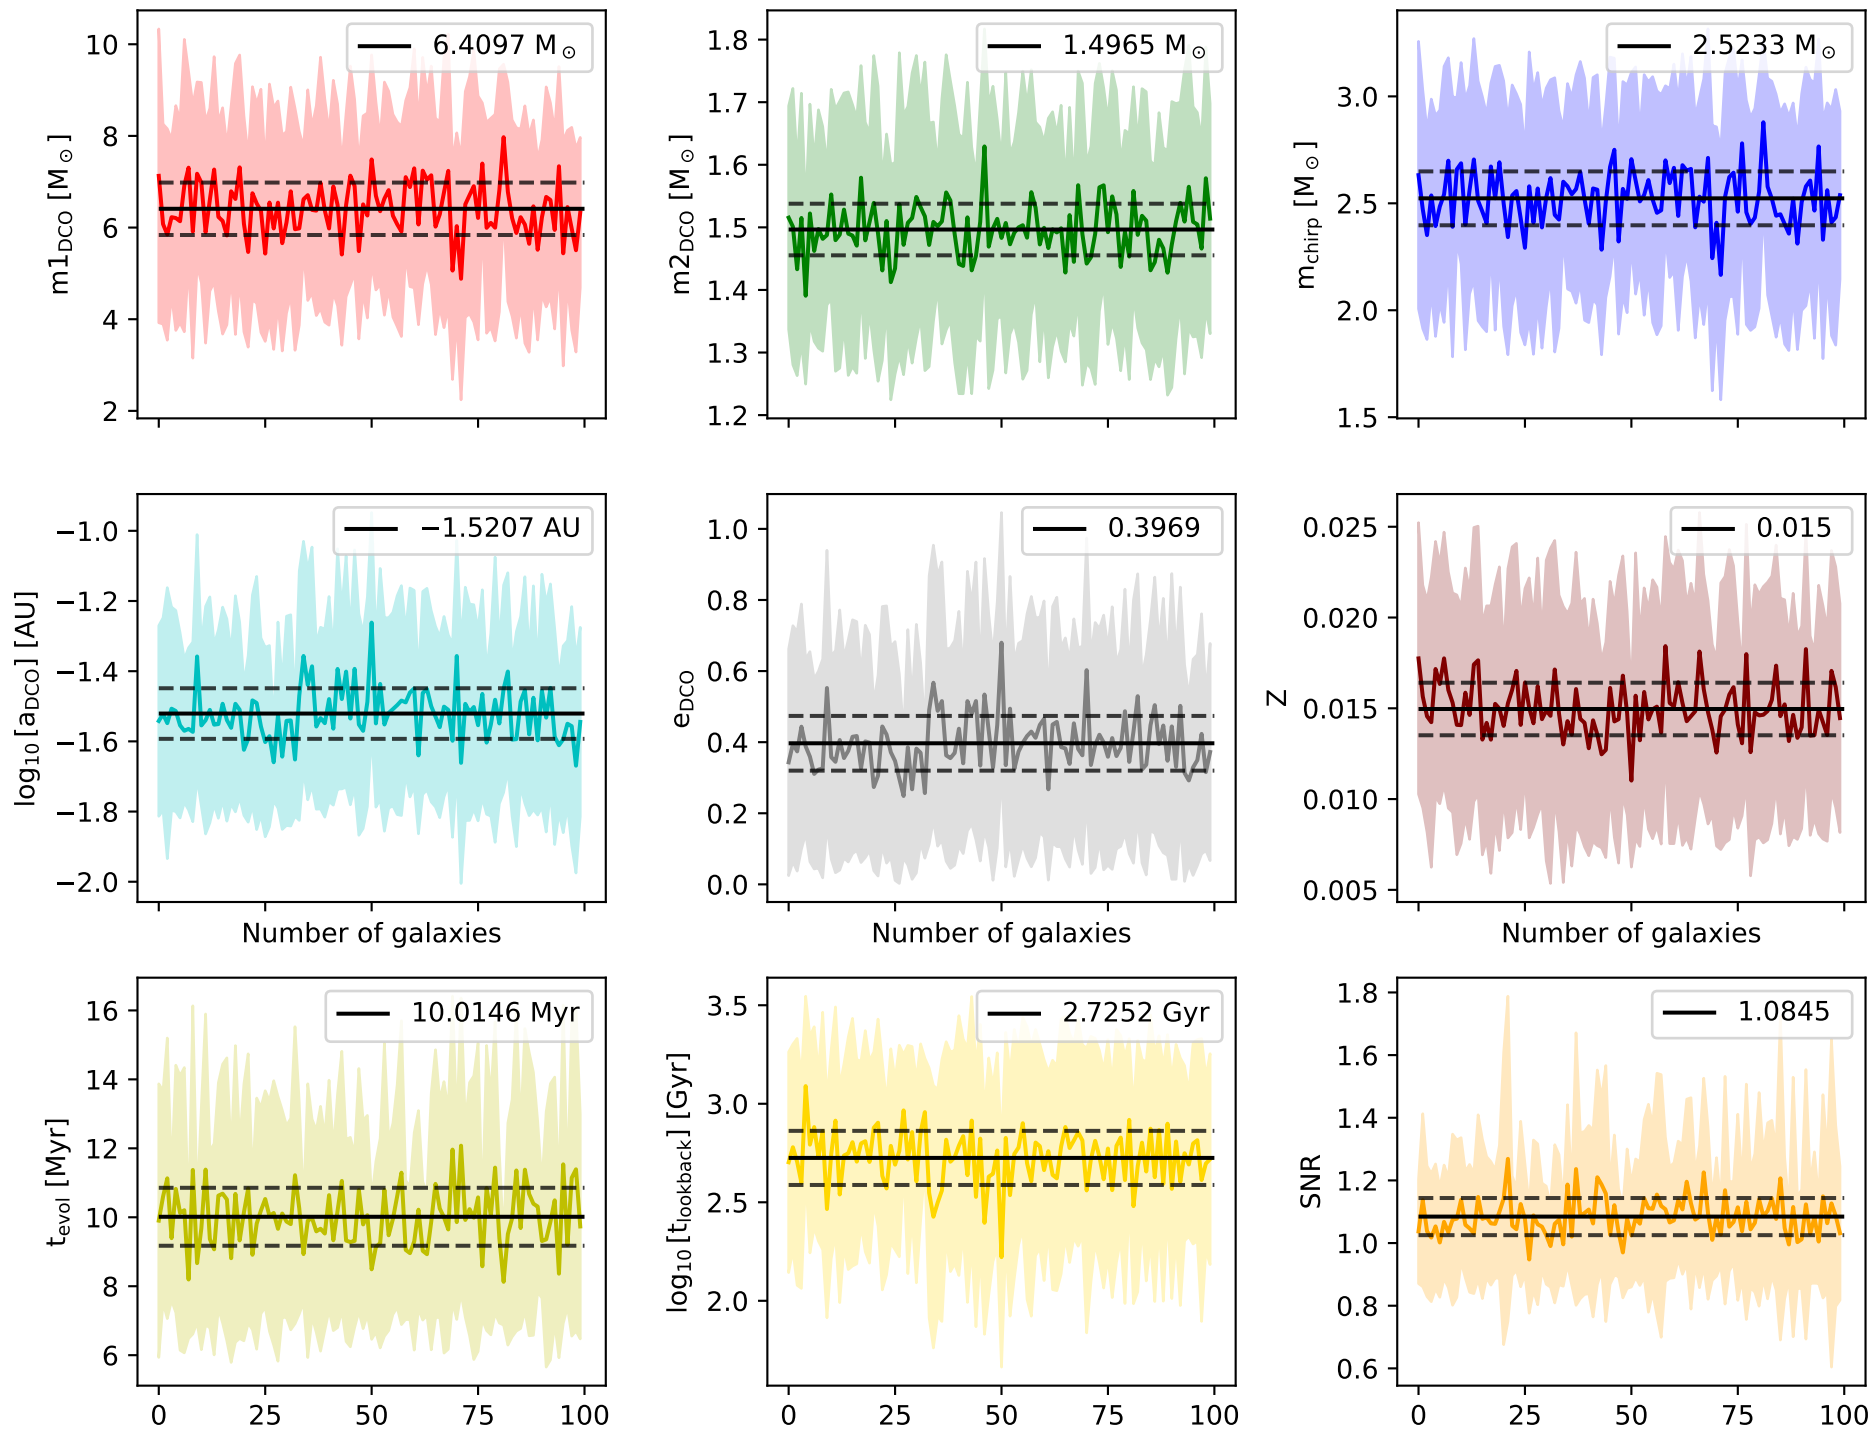 6.4097 M⊙
m1DCO [M⊙]
10
8
6
4
2
1.4965 M⊙
m2DCO [M⊙]
1.8
1.7
1.6
1.5
1.4
1.3
1.2
2.5233 M⊙
mchirp [M⊙]
3.0
2.5
2.0
1.5
−1.5207 AU
log10 [aDCO] [AU]
−1.0
−1.2
−1.4
−1.6
−1.8
−2.0
Number of galaxies
0.3969
eDCO
1.0
0.8
0.6
0.4
0.2
0.0
Number of galaxies
0.015
Z
0.025
0.020
0.015
0.010
0.005
Number of galaxies
10.0146 Myr
tevol [Myr]
16
14
12
10
8
6
0 25 50 75 100
2.7252 Gyr
log10 [tlookback] [Gyr]
3.5
3.0
2.5
2.0
0 25 50 75 100
1.0845
SNR
1.8
1.6
1.4
1.2
1.0
0.8
0.6
0 25 50 75 100